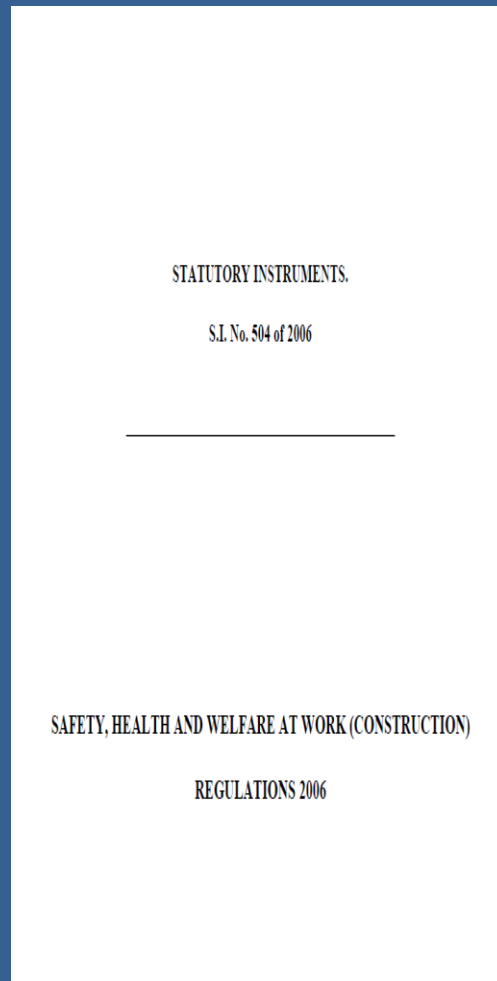 STATUTORY INSTRUMENTS.
S.I. No. 504 of 2006
SAFETY, HEALTH AND WELFARE AT WORK (CONSTRUCTION)
REGULATIONS 2006